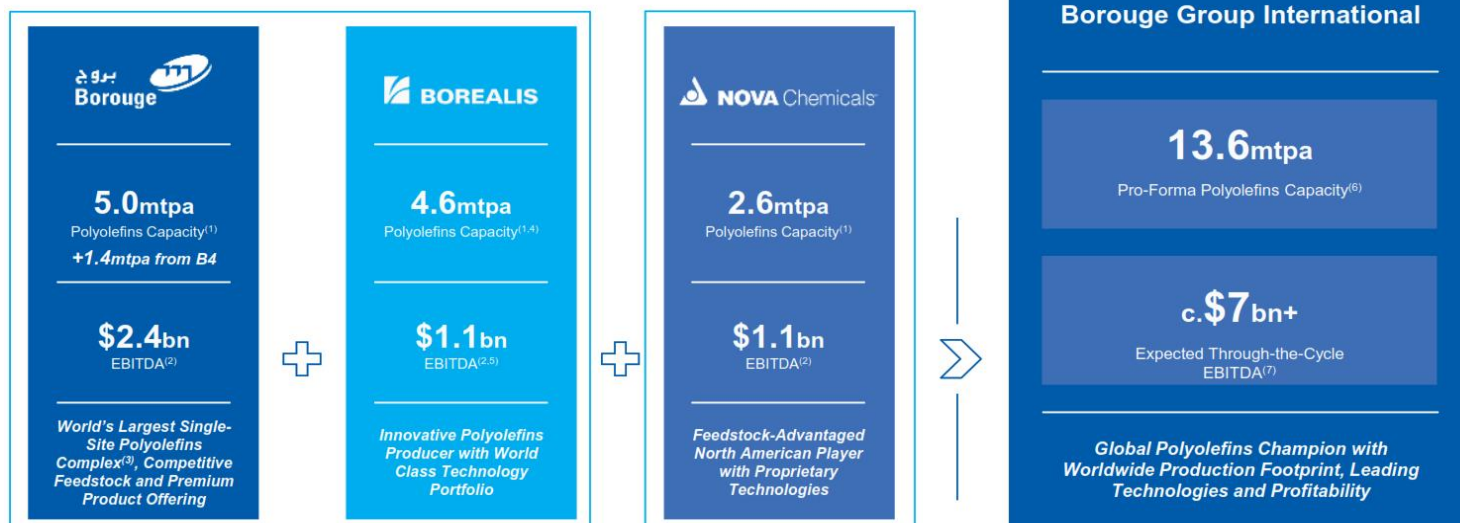 بروج
Borouge
5.0mtpa
Polyolefins Capacity(1)
+1.4mtpa from B4
$2.4bn
EBITDA(2)
World's Largest Single-
Site Polyolefins
Complex(3), Competitive
Feedstock and Premium
Product Offering
BOREALIS
4.6mtpa
Polyolefins Capacity(1,4)
$1.1bn
EBITDA(2,5)
Innovative Polyolefins
Producer with World
Class Technology
Portfolio
NOVA Chemicals
2.6mtpa
Polyolefins Capacity(1)
$1.1bn
EBITDA(2)
Feedstock-Advantaged
North American Player
with Proprietary
Technologies
Borouge Group International
13.6mtpa
Pro-Forma Polyolefins Capacity(6)
c.$7bn+
Expected Through-the-Cycle
EBITDA(7)
Global Polyolefins Champion with
Worldwide Production Footprint, Leading
Technologies and Profitability